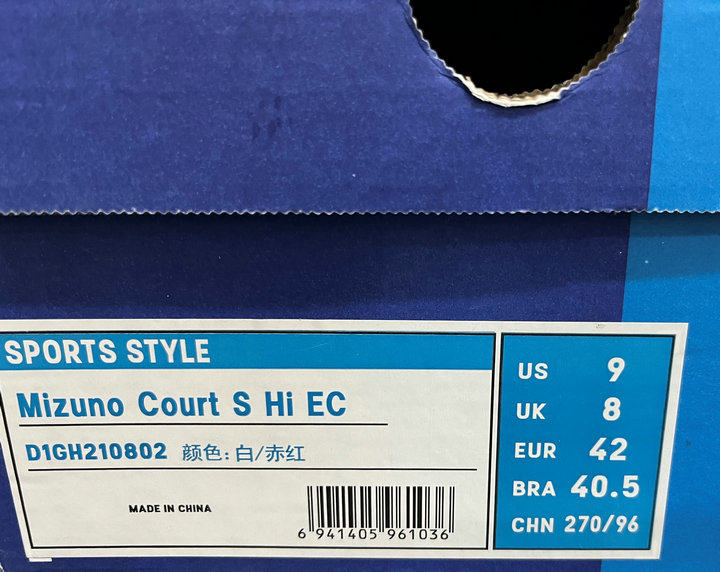 SPORTS STYLE
Mizuno Court S Hi EC
D1GH210802 颜色:白/赤红
MADE IN CHINA
6 941405 961036
US 9
UK 8
EUR 42
BRA 40.5
CHN 270/96